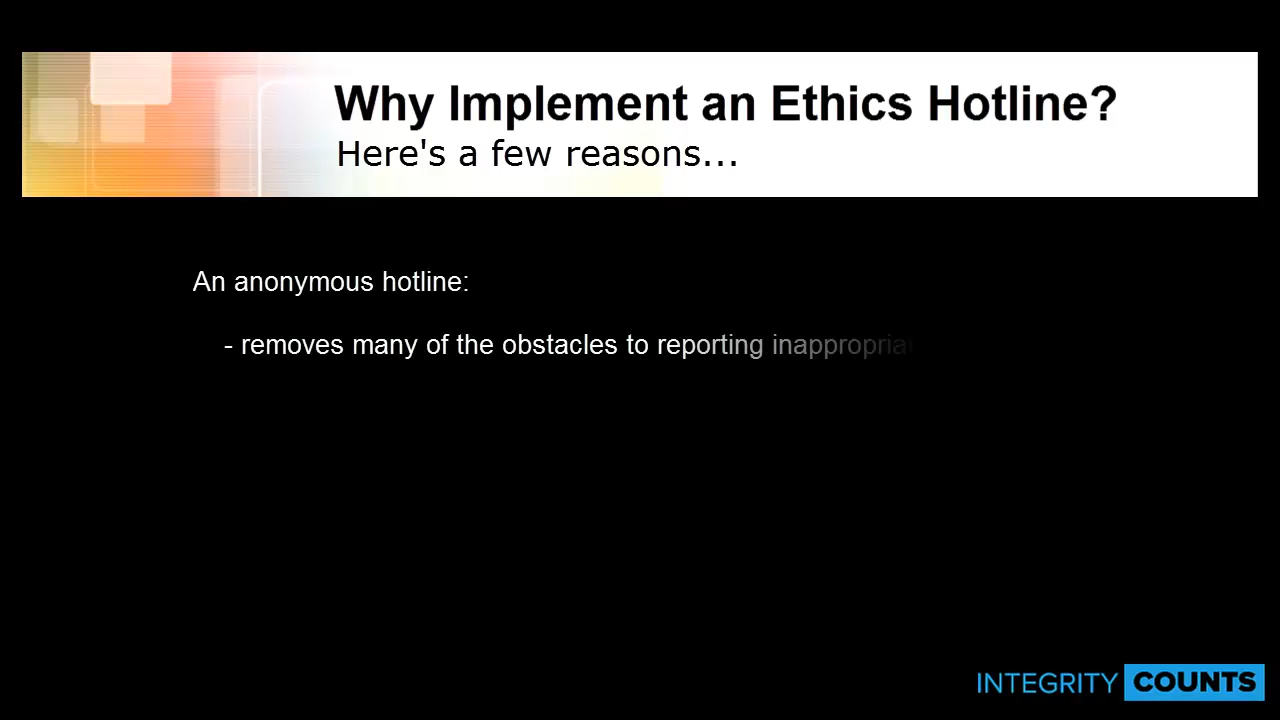 Why Implement an Ethics Hotline?
Here's a few reasons...
An anonymous hotline:
- removes many of the obstacles to reporting
INTEGRITY COUNTS